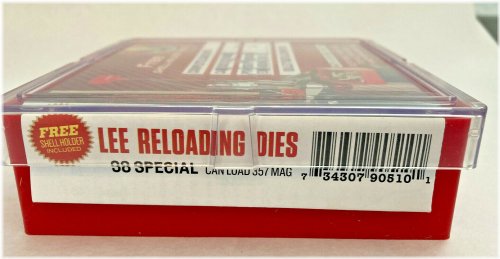 FREE
SHELL HOLDER
INCLUDED
LEE RELOADING DIES
38 SPECIAL CAN LOAD 357 MAG
7 34307 90510 1